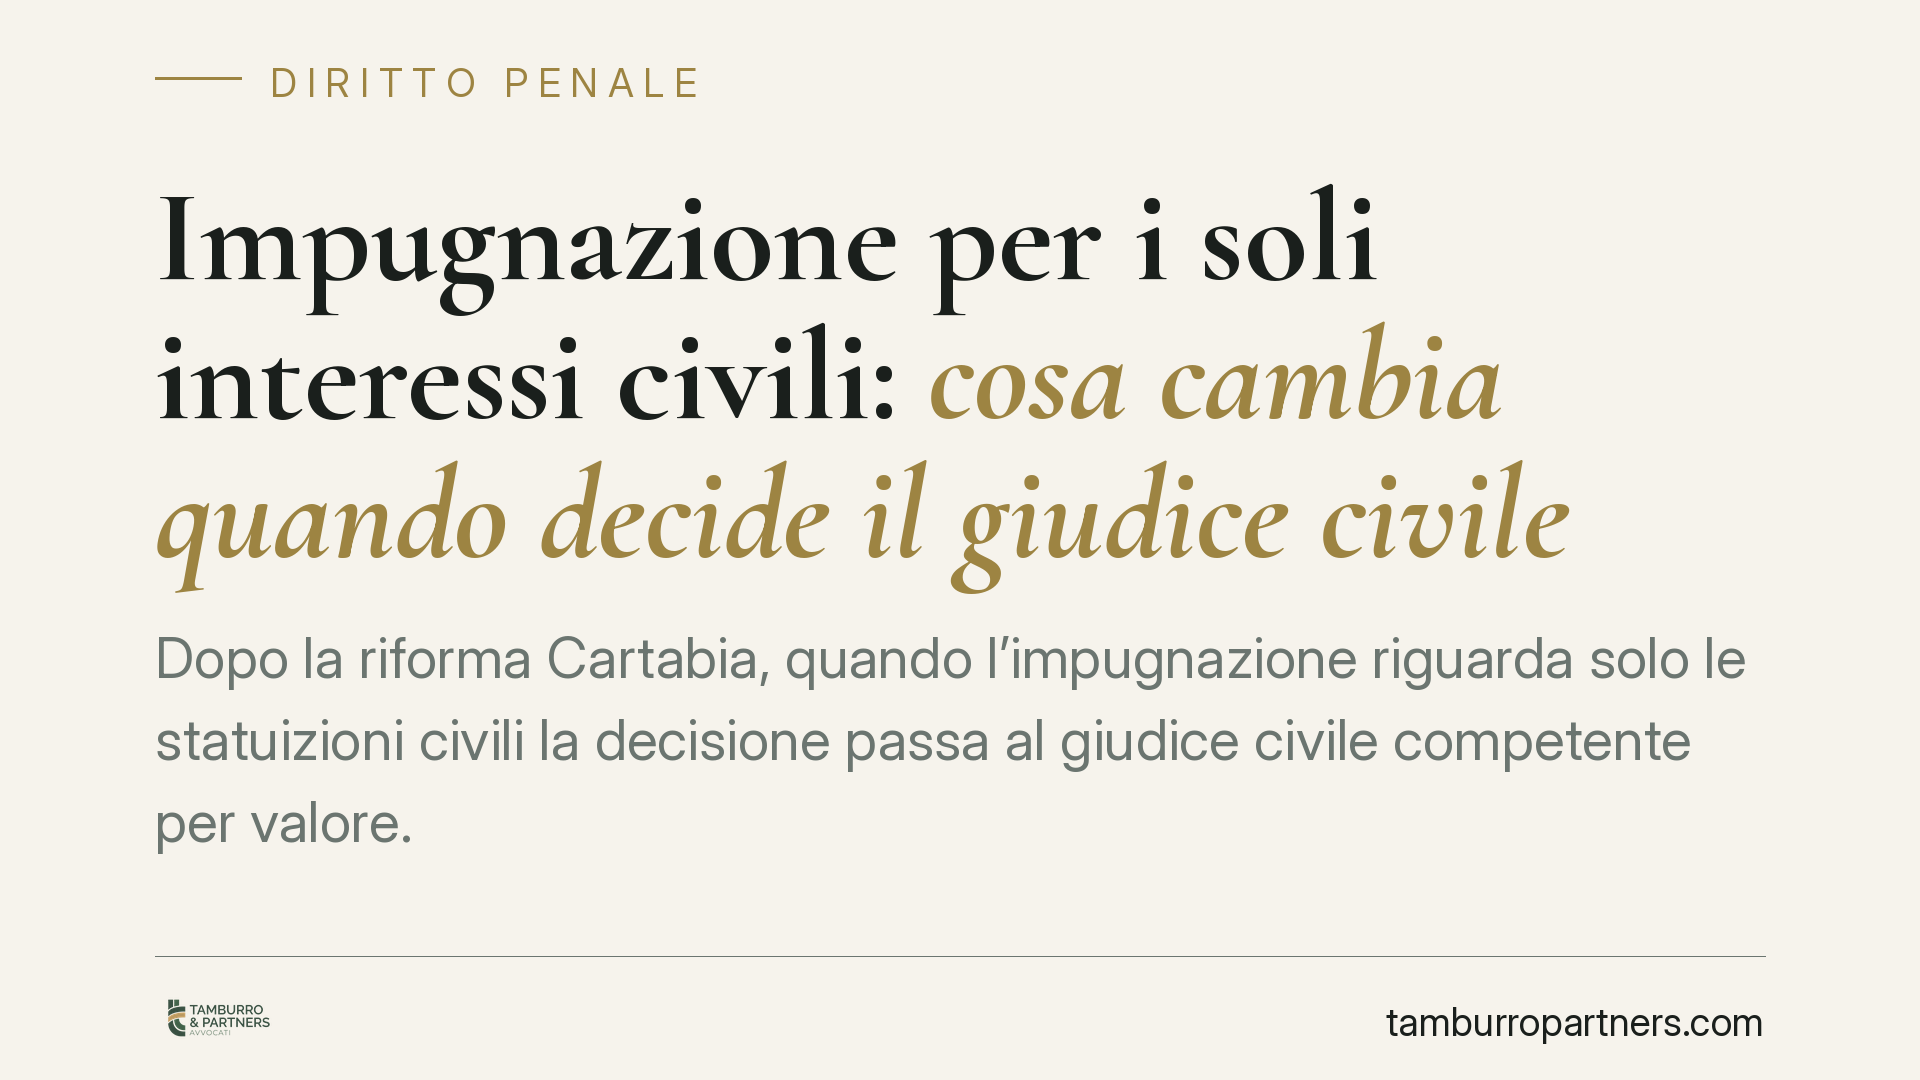 DIRITTO PENALE
Impugnazione per i soli
interessi civili: cosa cambia
quando decide il giudice civile
Dopo la riforma Cartabia, quando l’impugnazione riguarda solo le
statuizioni civili la decisione passa al giudice civile competente
per valore.
TAMBURRO
& PARTNERS
AVVOCATI
tamburropartners.com